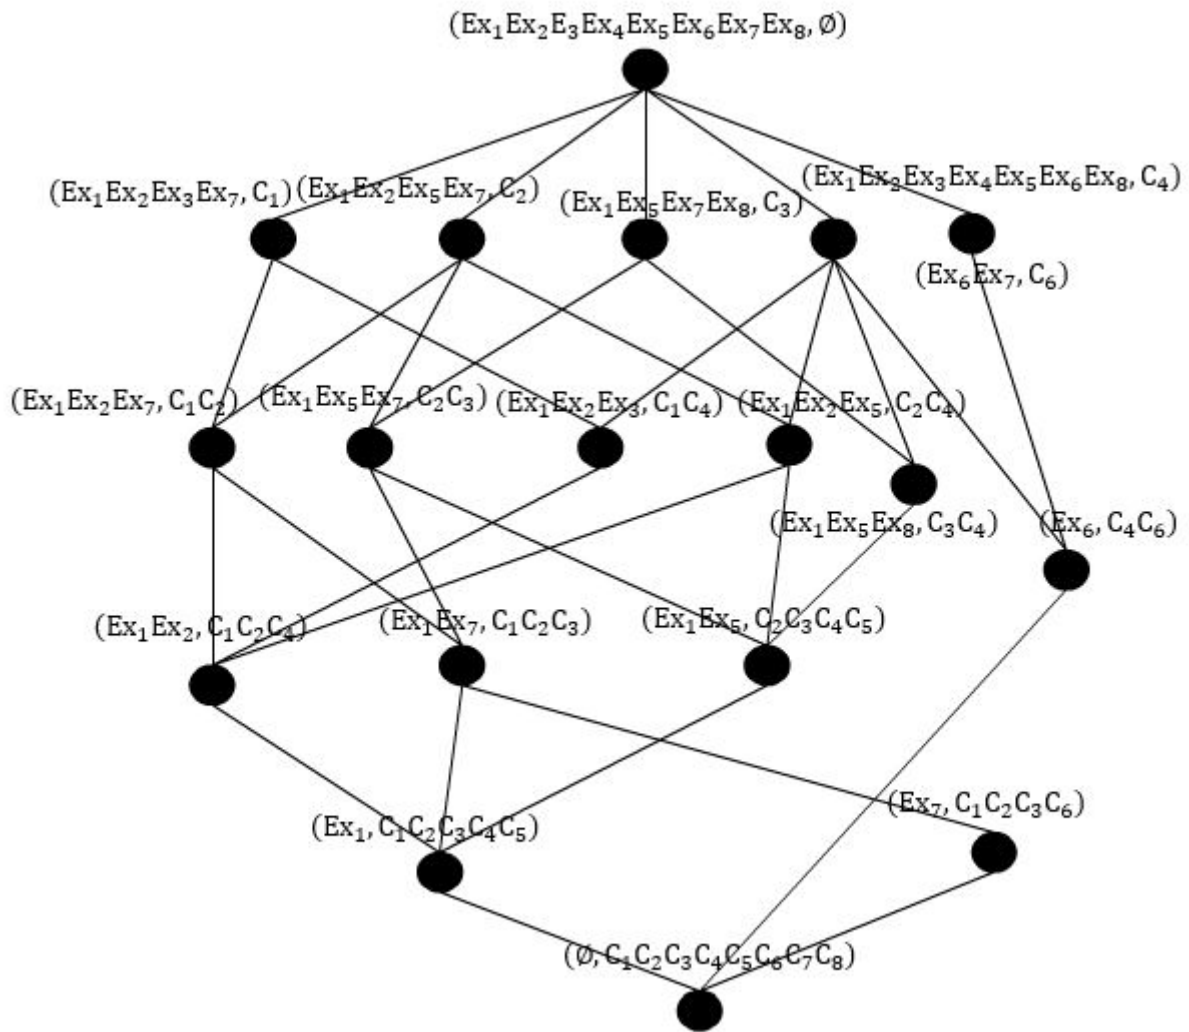 (Ex₁Ex₂E₃Ex₄Ex₅Ex₆Ex₇Ex₈, ∅)
(Ex₁Ex₂Ex₃Ex₇, C₁)
(Ex₁Ex₂Ex₅Ex₇, C₂)
(Ex₁Ex₅Ex₇Ex₈, C₃)
(Ex₁Ex₂Ex₃Ex₄Ex₅Ex₆Ex₈, C₄)
(Ex₆Ex₇, C₆)
(Ex₁Ex₂Ex₇, C₁C₂)
(Ex₁Ex₅Ex₇, C₂C₃)
(Ex₁Ex₂Ex₃, C₁C₄)
(Ex₁Ex₂Ex₅, C₂C₄)
(Ex₁Ex₅Ex₈, C₃C₄)
(Ex₆, C₄C₆)
(Ex₁Ex₂, C₁C₂C₄)
(Ex₁Ex₇, C₁C₂C₃)
(Ex₁Ex₅, C₂C₃C₄C₅)
(Ex₇, C₁C₂C₃C₆)
(Ex₁, C₁C₂C₃C₄C₅)
(∅, C₁C₂C₃C₄C₅C₆C₇C₈)